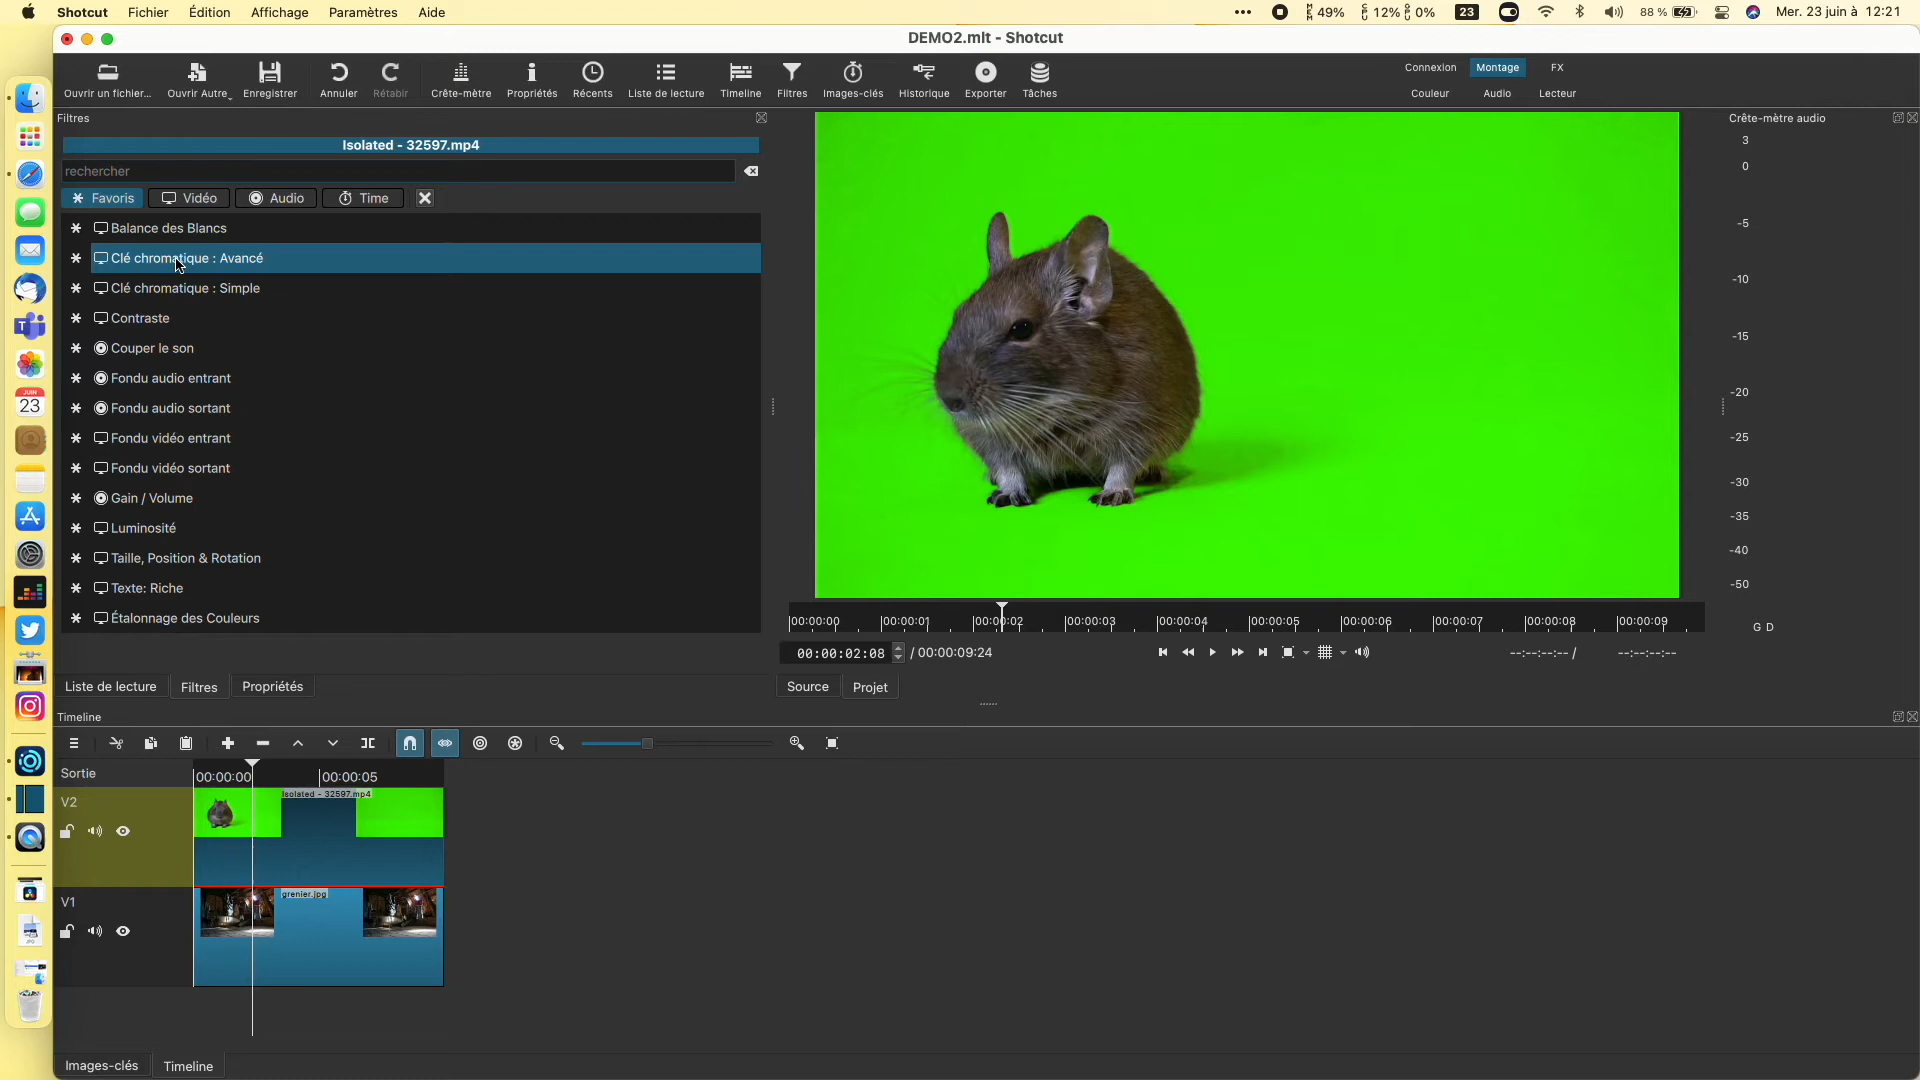 Shotcut Fichier Édition Affichage Paramètres Aide
••• 49% 12% 0% 23 88 % Mer. 23 juin à 12:21
DEMO2.mlt - Shotcut
Ouvrir un fichier... Ouvrir Autre Enregistrer Annuler Rétabir Crête-mètre Propriétés Récents Liste de lecture Timeline Filtres Images-clés Historique Exporter Tâches
Connexion Montage FX
Couleur Audio Lecteur
Filtres
Isolated - 32597.mp4
rechercher
Favoris Vidéo Audio Time
Balance des Blancs
Clé chromatique : Avancé
Clé chromatique : Simple
Contraste
Couper le son
Fondu audio entrant
Fondu audio sortant
Fondu vidéo entrant
Fondu vidéo sortant
Gain / Volume
Luminosité
Taille, Position & Rotation
Texte: Riche
Étalonnage des Couleurs
Liste de lecture Filtres Propriétés
00:00:00 00:00:01 00:00:02 00:00:03 00:00:04 00:00:05 00:00:06 00:00:07 00:00:08 00:00:09
00:00:02:08 / 00:00:09:24
--:--:--:-- / --:--:--:--
Source Projet
Crête-mètre audio
3
0
-5
-10
-15
-20
-25
-30
-35
-40
-50
G D
Timeline
Sortie
00:00:00 00:00:05
V2
Isolated - 32597.mp4
V1
grenier.jpg
Images-clés Timeline
JUIN
23